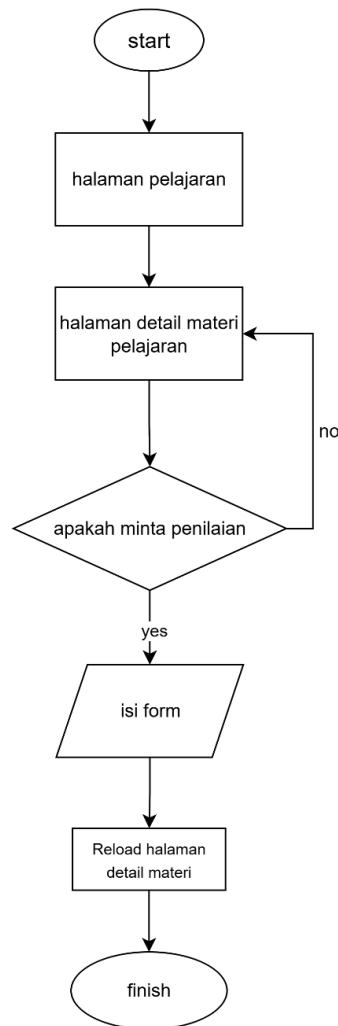 start
halaman pelajaran
halaman detail materi
pelajaran
no
apakah minta penilaian
yes
isi form
Reload halaman
detail materi
finish